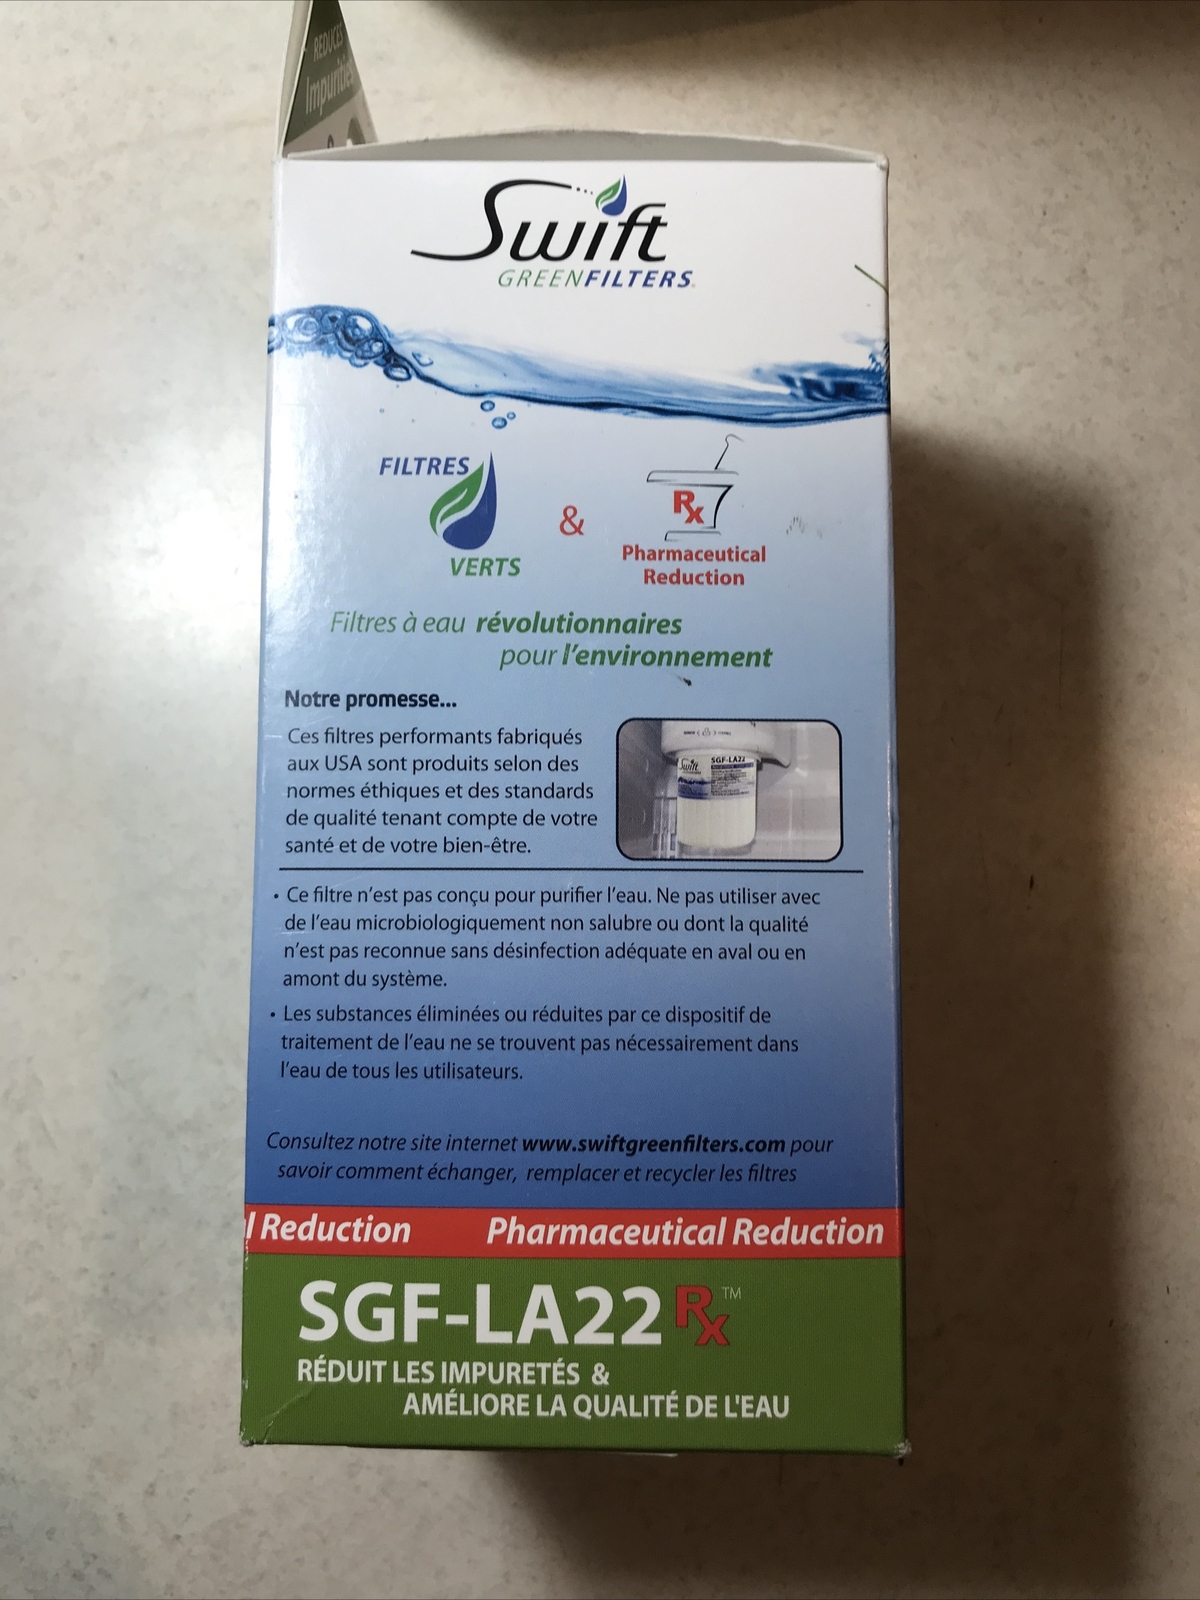 REDUCES
Impurities
Swift
GREENFILTERS
FILTRES
VERTS
&
Rx
Pharmaceutical
Reduction
Filtres à eau révolutionnaires
pour l'environnement
Notre promesse...
Ces filtres performants fabriqués
aux USA sont produits selon des
normes éthiques et des standards
de qualité tenant compte de votre
santé et de votre bien-être.
Swift
SGF-LA22
• Ce filtre n'est pas conçu pour purifier l'eau. Ne pas utiliser avec
de l'eau microbiologiquement non salubre ou dont la qualité
n'est pas reconnue sans désinfection adéquate en aval ou en
amont du système.
• Les substances éliminées ou réduites par ce dispositif de
traitement de l'eau ne se trouvent pas nécessairement dans
l'eau de tous les utilisateurs.
Consultez notre site internet www.swiftgreenfilters.com pour
savoir comment échanger, remplacer et recycler les filtres
l Reduction Pharmaceutical Reduction
SGF-LA22 Rx™
RÉDUIT LES IMPURETÉS &
AMÉLIORE LA QUALITÉ DE L'EAU